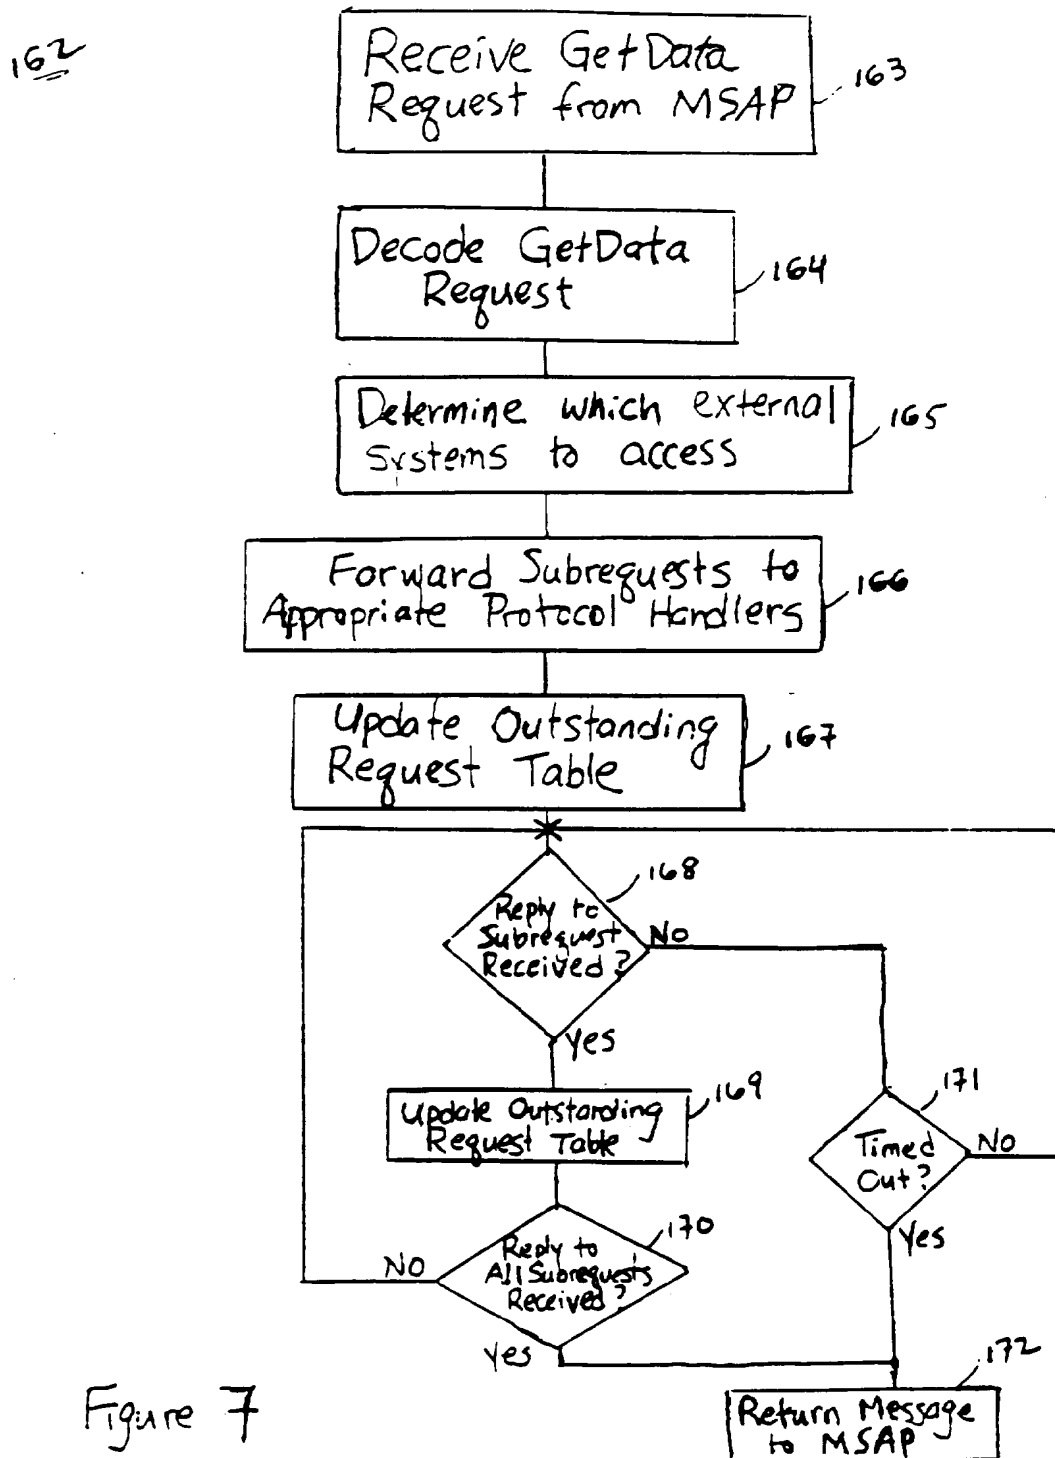 162
Receive GetData
Request from MSAP
163
Decode GetData
Request
164
Determine which external
Systems to access
165
Forward Subrequests to
Appropriate Protocol Handlers
166
Update Outstanding
Request Table
167
168
Reply to
Subrequest
Received?
No
Yes
169
Update Outstanding
Request Table
171
Timed
Out?
No
Yes
170
Reply to
All Subrequests
Received?
No
Yes
172
Return Message
to MSAP
Figure 7